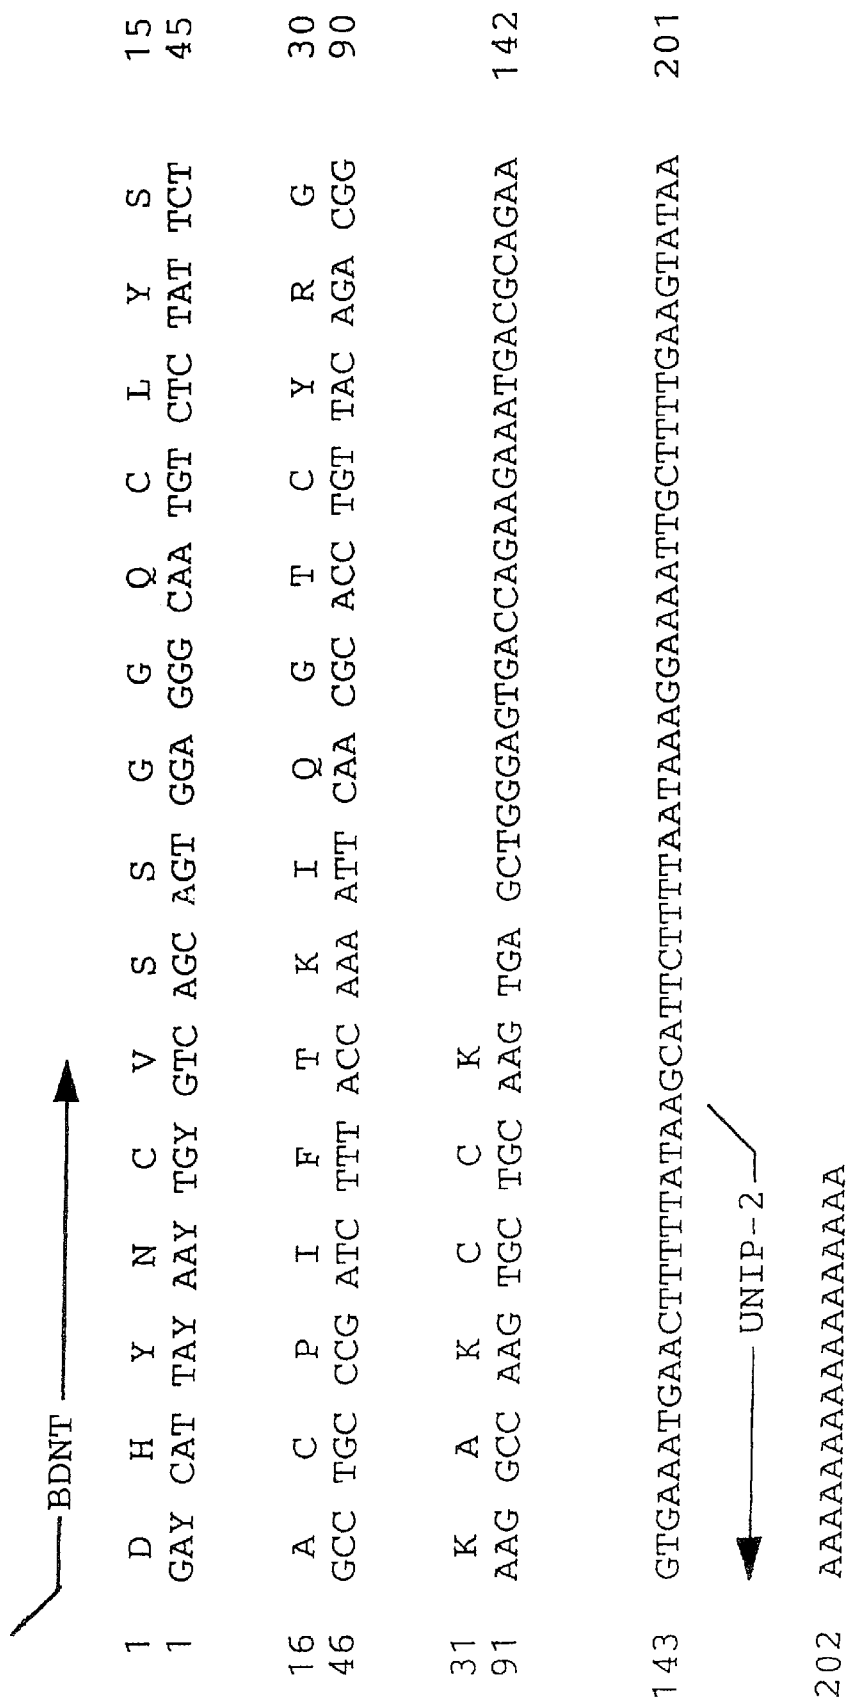 BDNT
1 D H Y N C V S S G G Q C L Y S 15
1 GAY CAT TAY AAY TGY GTC AGC AGT GGA GGG CAA TGT CTC TAT TCT 45
16 A C P I F T K I Q G T C Y R G 30
46 GCC TGC CCG ATC TTT ACC AAA ATT CAA CGC ACC TGT TAC AGA CGG 90
31 K A K C C K
91 AAG GCC AAG TGC TGC AAG TGA GCTGGGAGTGACCAGAAGAAATGACGCAGAA 142
143 GTGAAATGAACTTTTTATAAGCATTCTTTTAATAAAGGAAAATTGCTTTTGAAGTATAA 201
UNIP-2
202 AAAAAAAAAAAAAAAAAA